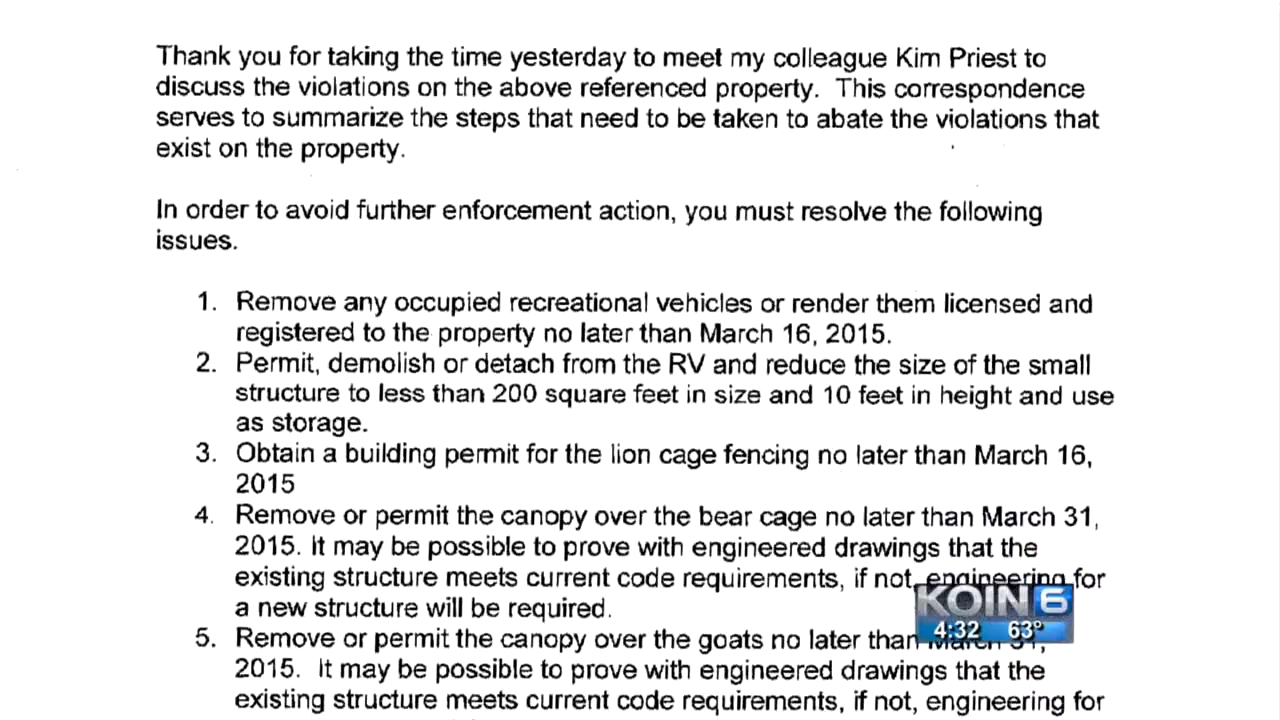 Thank you for taking the time yesterday to meet my colleague Kim Priest to
discuss the violations on the above referenced property. This correspondence
serves to summarize the steps that need to be taken to abate the violations that
exist on the property.
In order to avoid further enforcement action, you must resolve the following
issues.
1. Remove any occupied recreational vehicles or render them licensed and
registered to the property no later than March 16, 2015.
2. Permit, demolish or detach from the RV and reduce the size of the small
structure to less than 200 square feet in size and 10 feet in height and use
as storage.
3. Obtain a building permit for the lion cage fencing no later than March 16,
2015
4. Remove or permit the canopy over the bear cage no later than March 31,
2015. It may be possible to prove with engineered drawings that the
existing structure meets current code requirements, if not, engineering for
a new structure will be required.
5. Remove or permit the canopy over the goats no later than March 31,
2015. It may be possible to prove with engineered drawings that the
existing structure meets current code requirements, if not, engineering for
KOIN 6
4:32 63°